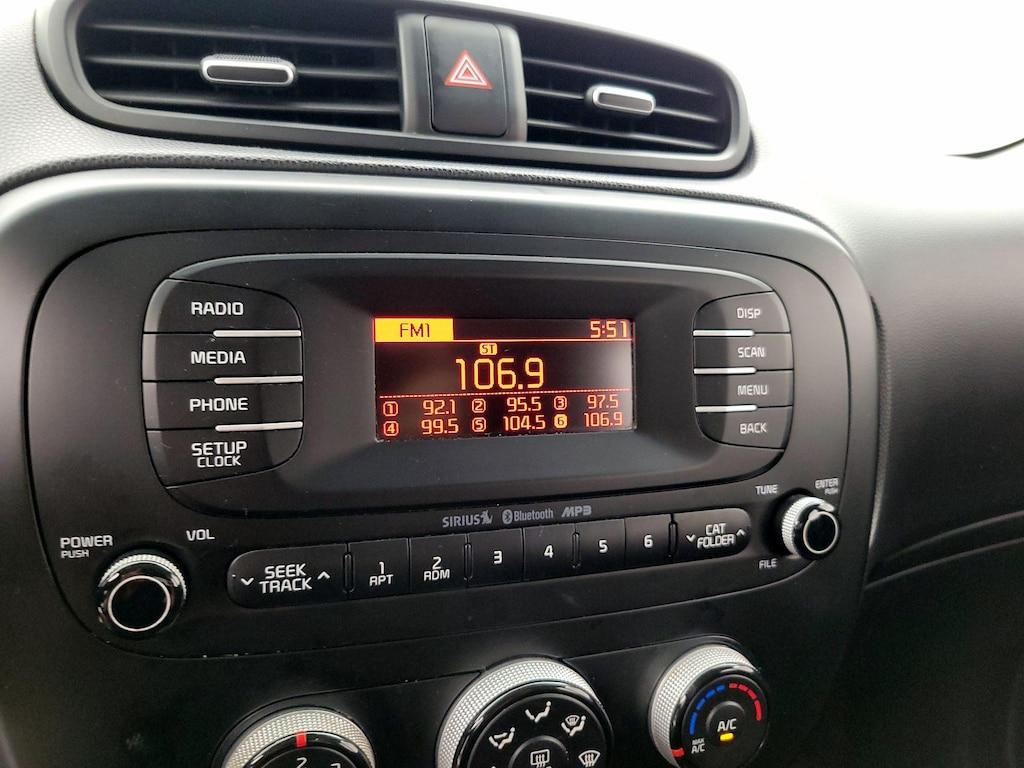 RADIO
MEDIA
PHONE
SETUP
CLOCK
FM1 5:51
ST
106.9
1 92.1 2 95.5 3 97.5
4 99.5 5 104.5 6 106.9
DISP
SCAN
MENU
BACK
POWER
PUSH
VOL
SIRIUS Bluetooth MP3
TUNE
ENTER
PUSH
SEEK
TRACK
1
RPT
2
RDM
3
4
5
6
CAT
FOLDER
FILE
2
A/C
MAX
A/C